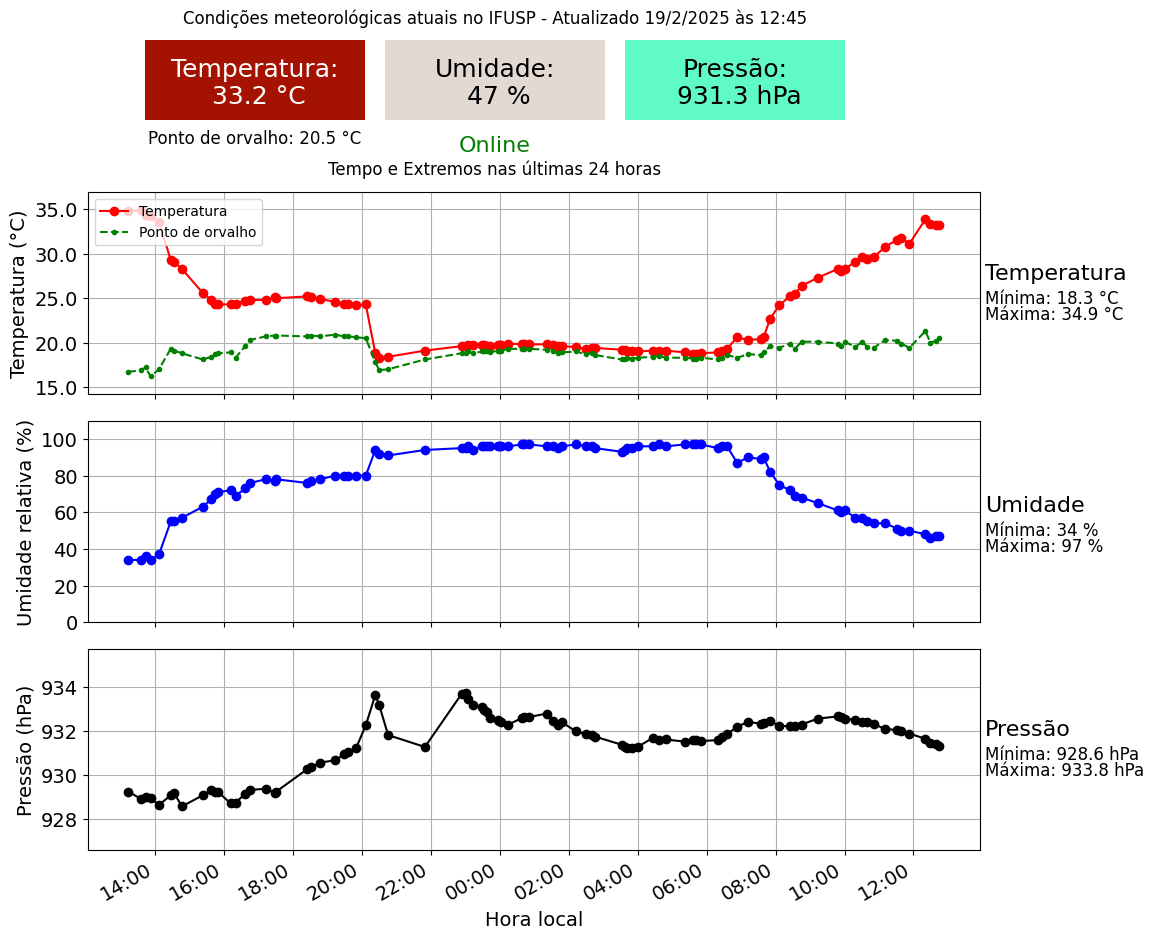 Condições meteorológicas atuais no IFUSP - Atualizado 19/2/2025 às 12:45
Temperatura:
33.2 °C
Umidade:
47 %
Pressão:
931.3 hPa
Ponto de orvalho: 20.5 °C
Online
Tempo e Extremos nas últimas 24 horas
Temperatura (°C)
35.0
30.0
25.0
20.0
15.0
Temperatura
Ponto de orvalho
Temperatura
Mínima: 18.3 °C
Máxima: 34.9 °C
Umidade relativa (%)
100
80
60
40
20
0
Umidade
Mínima: 34 %
Máxima: 97 %
Pressão (hPa)
934
932
930
928
Pressão
Mínima: 928.6 hPa
Máxima: 933.8 hPa
14:00 16:00 18:00 20:00 22:00 00:00 02:00 04:00 06:00 08:00 10:00 12:00
Hora local